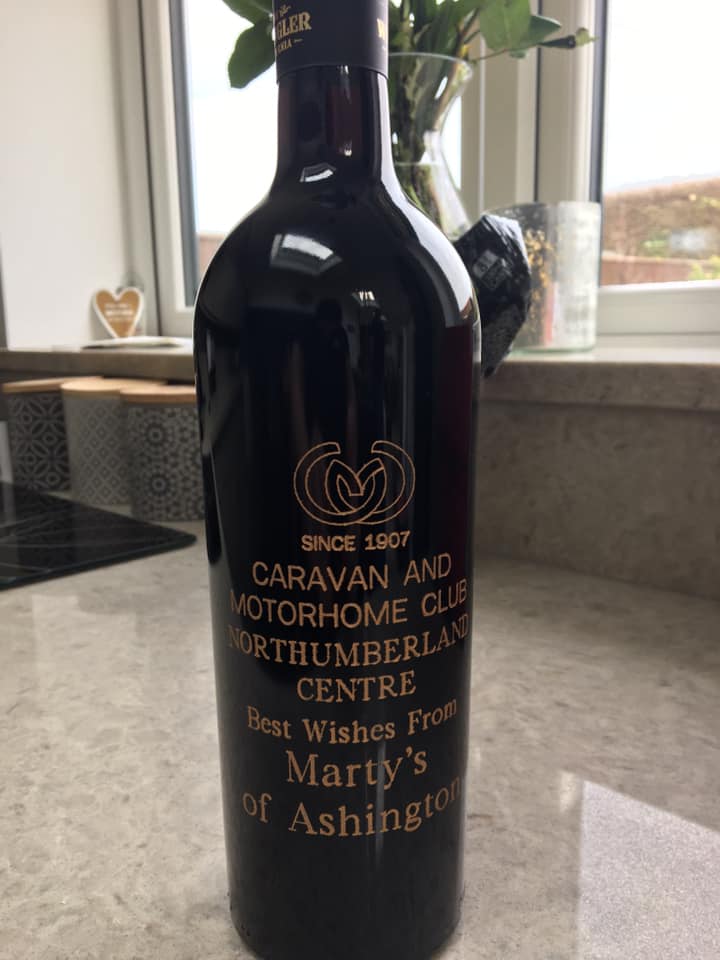 SINCE 1907
CARAVAN AND
MOTORHOME CLUB
NORTHUMBERLAND
CENTRE
Best Wishes From
Marty's
of Ashington